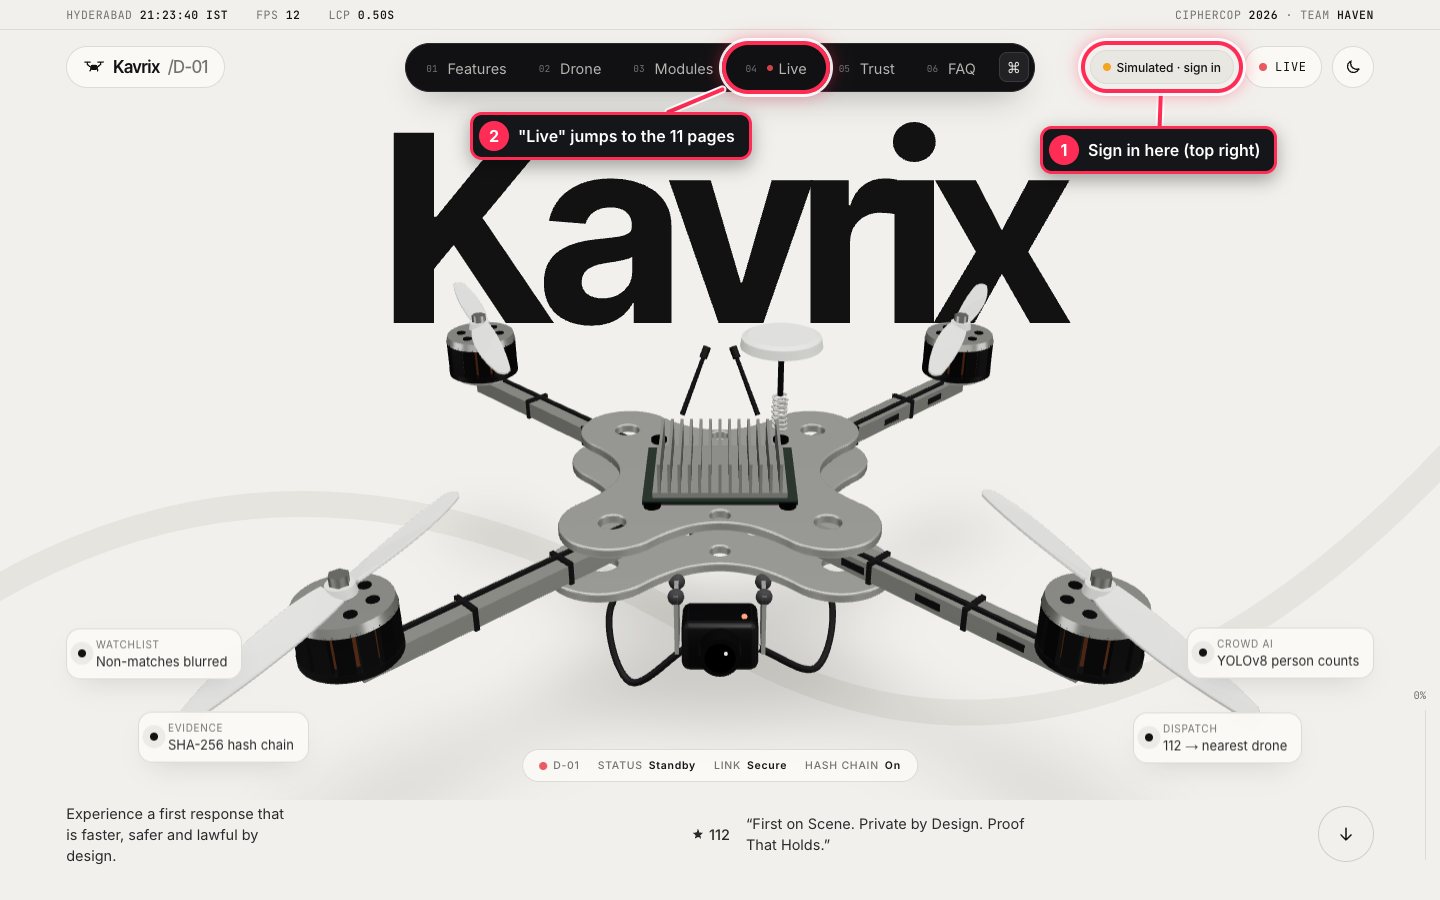 HYDERABAD 21:23:40 IST FPS 12 LCP 0.50S
CIPHERCOP 2026 · TEAM HAVEN
Kavrix /D-01
01 Features 02 Drone 03 Modules 04 Live 05 Trust 06 FAQ ⌘
Simulated · sign in
LIVE
2 "Live" jumps to the 11 pages
1 Sign in here (top right)
Kavrix
WATCHLIST
Non-matches blurred
CROWD AI
YOLOv8 person counts
0%
EVIDENCE
SHA-256 hash chain
DISPATCH
112 → nearest drone
D-01 STATUS Standby LINK Secure HASH CHAIN On
Experience a first response that
is faster, safer and lawful by
design.
★ 112
“First on Scene. Private by Design. Proof
That Holds.”